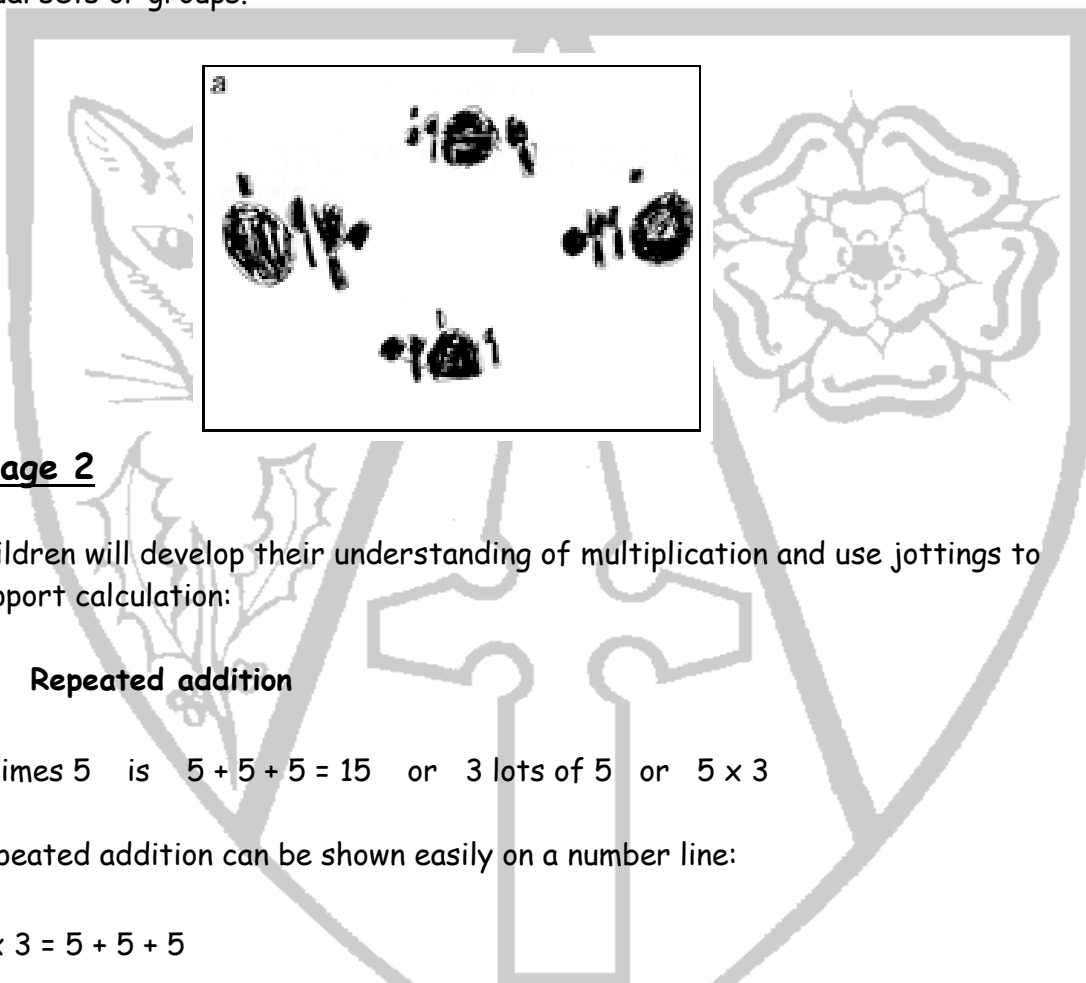 ual sets or groups.
a
age 2
ildren will develop their understanding of multiplication and use jottings to
pport calculation:
Repeated addition
imes 5 is 5 + 5 + 5 = 15 or 3 lots of 5 or 5 x 3
peated addition can be shown easily on a number line:
x 3 = 5 + 5 + 5